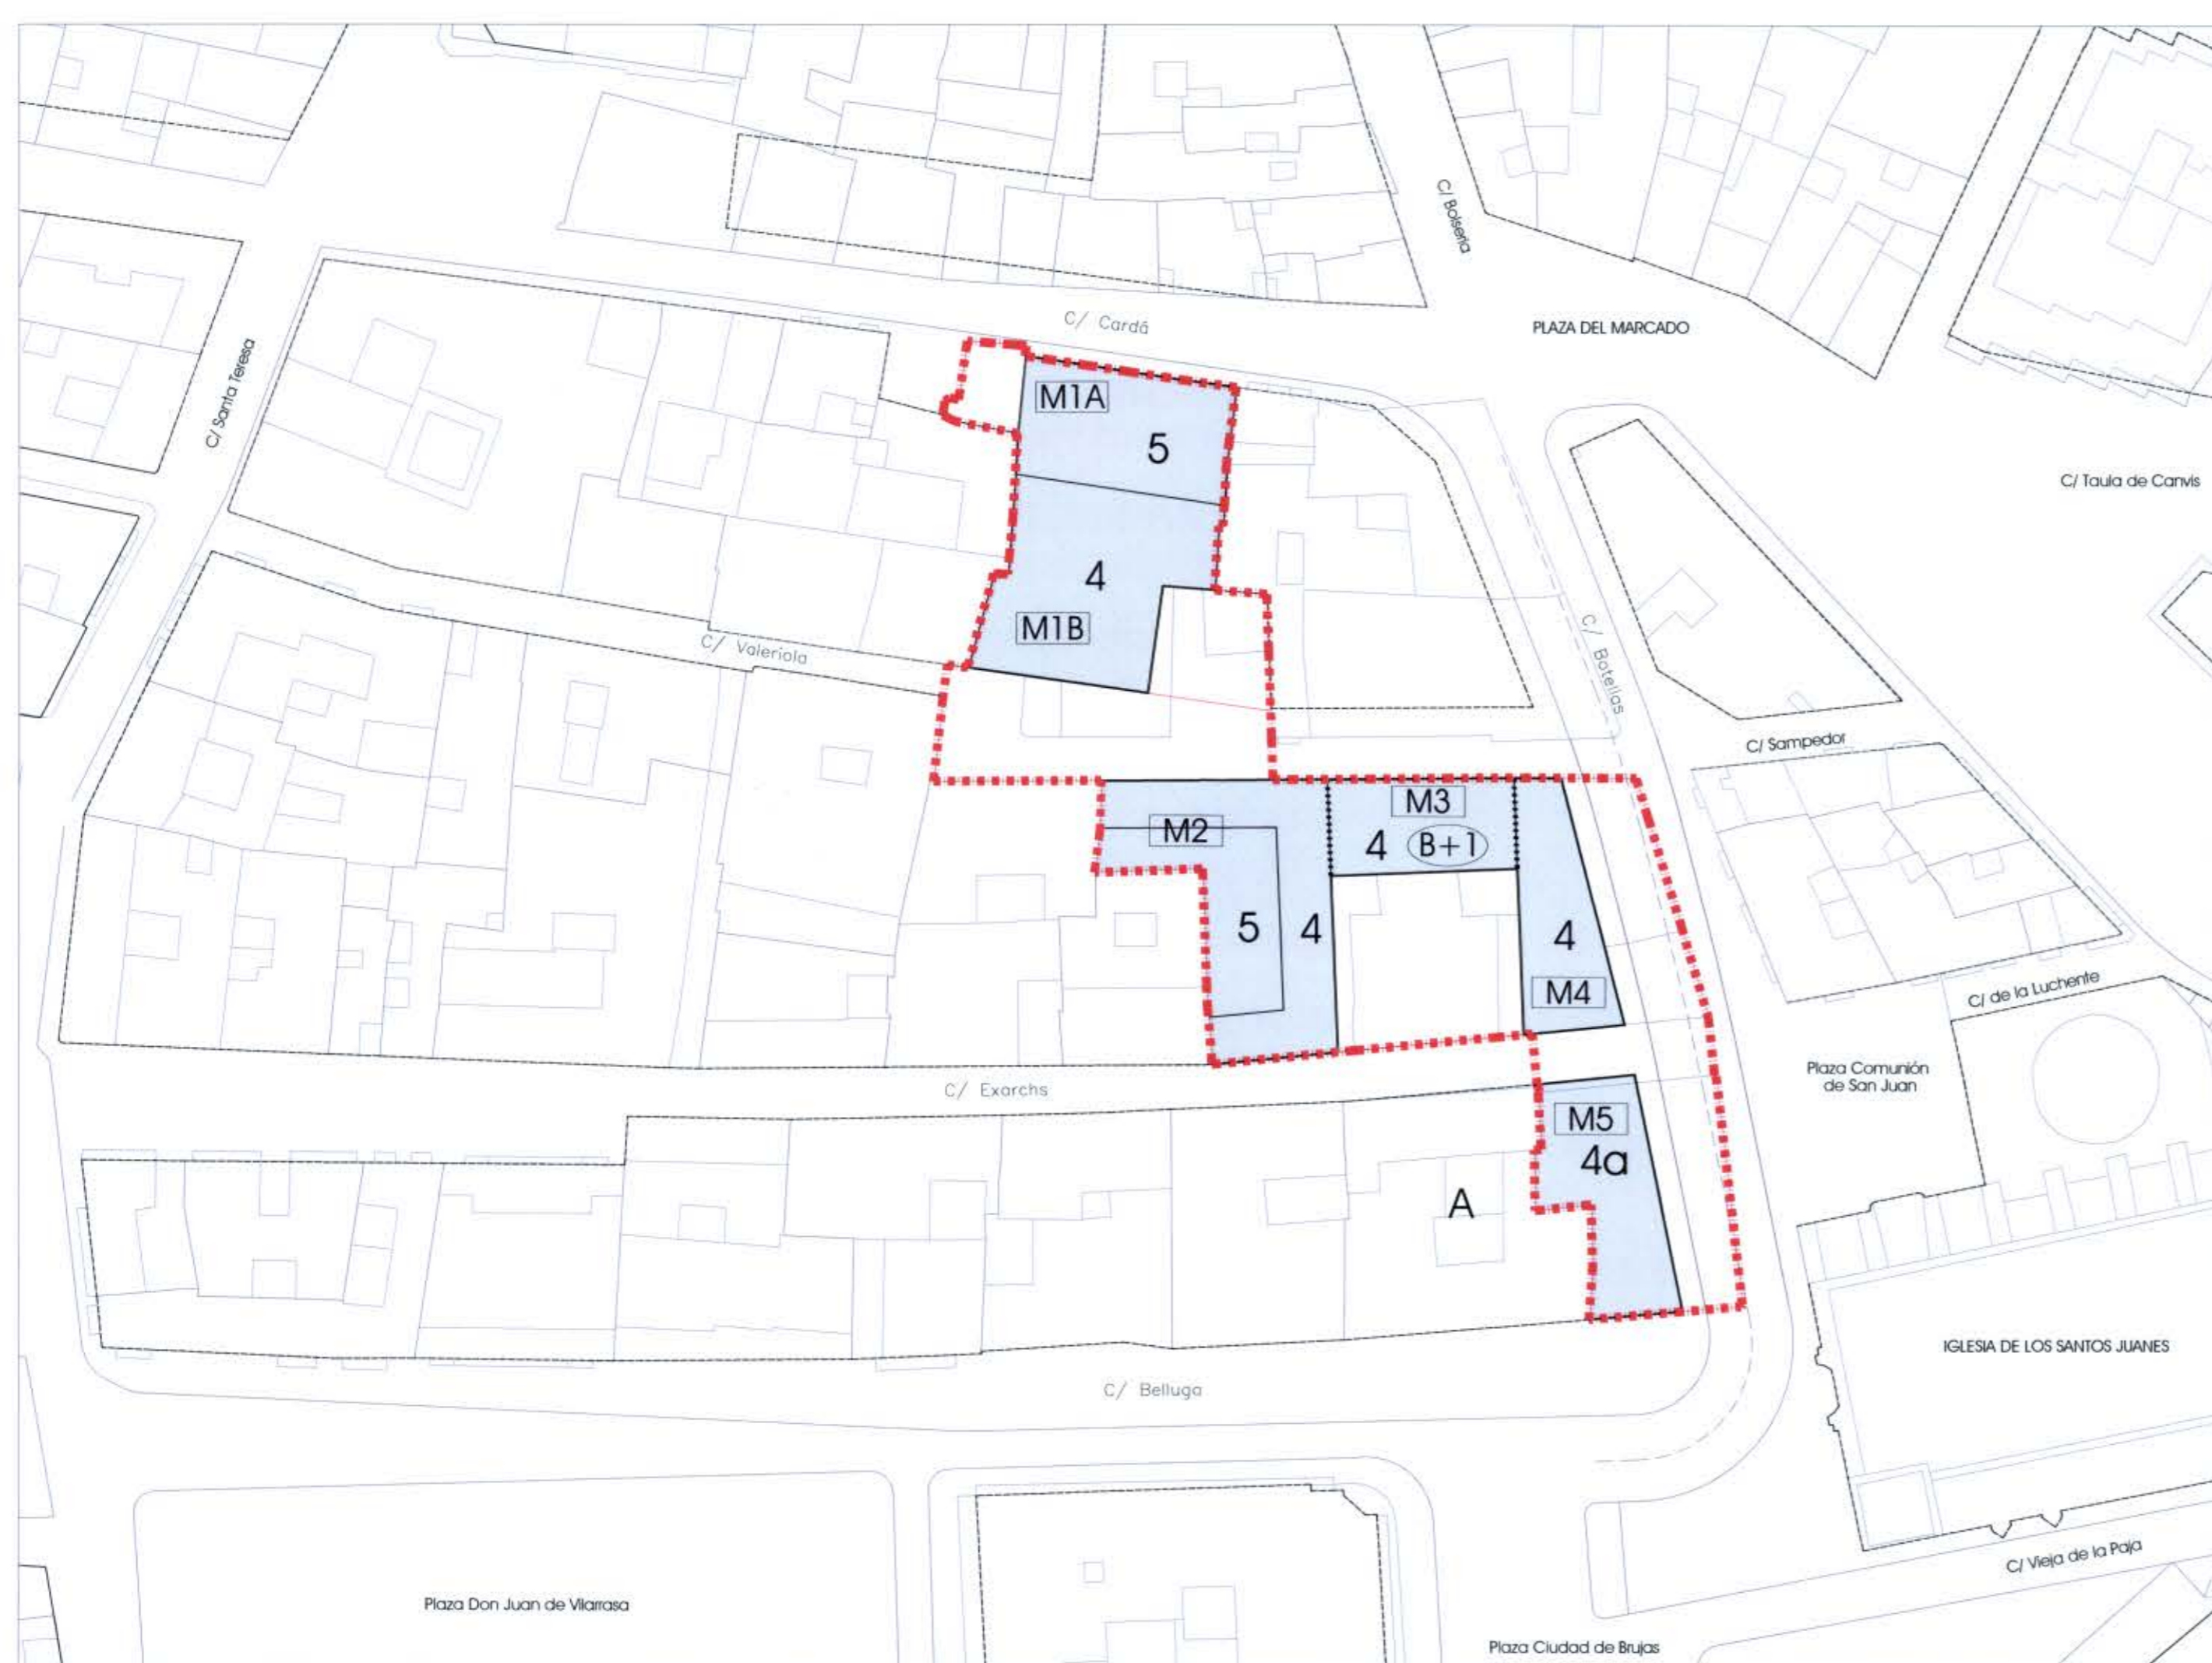 C/ Bolseria
C/ Cardà
PLAZA DEL MARCADO
C/ Santa Teresa
M1A
5
C/ Taula de Canvis
4
M1B
C/ Valeriola
C/ Botellas
C/ Sampedor
M2
M3
4 B+1
5 4
4
M4
C/ de la Luchente
Plaza Comunión
de San Juan
C/ Exarchs
M5
4a
A
IGLESIA DE LOS SANTOS JUANES
C/ Belluga
C/ Vieja de la Paja
Plaza Don Juan de Vilarrasa
Plaza Ciudad de Brujas